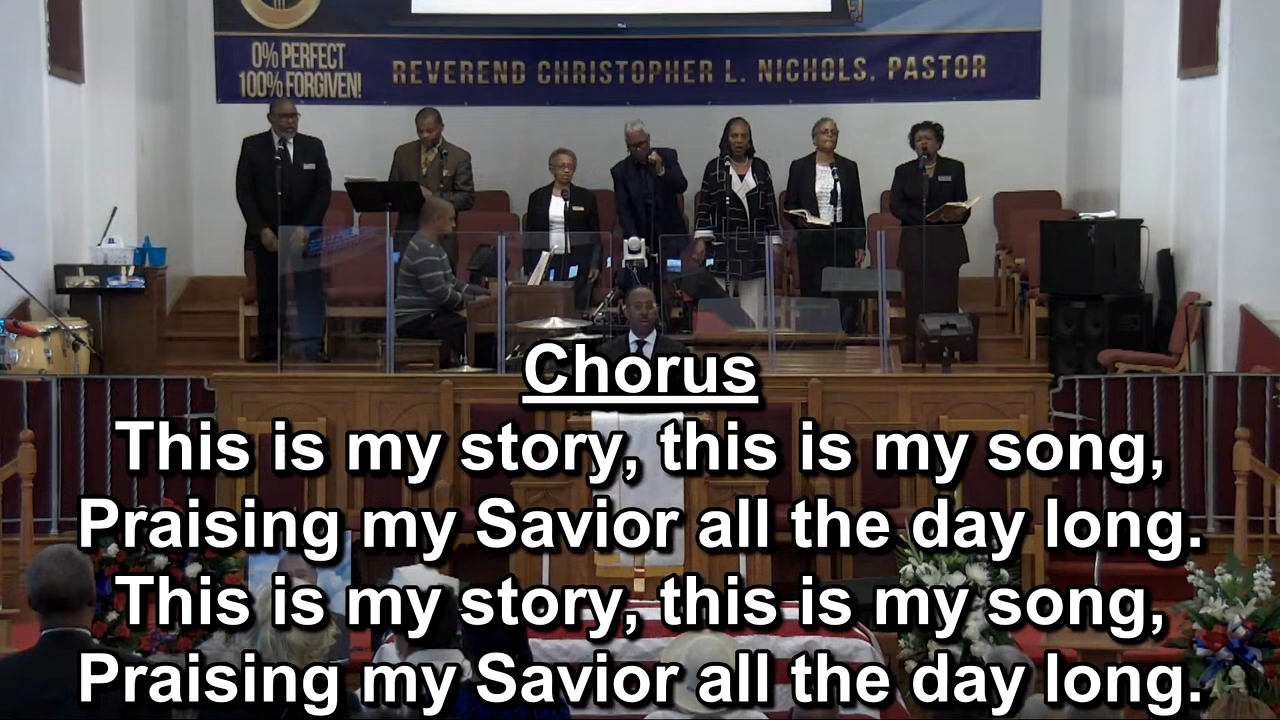 0% PERFECT
100% FORGIVEN!
REVEREND CHRISTOPHER L. NICHOLS, PASTOR
Chorus
This is my story, this is my song,
Praising my Savior all the day long.
This is my story, this is my song,
Praising my Savior all the day long.